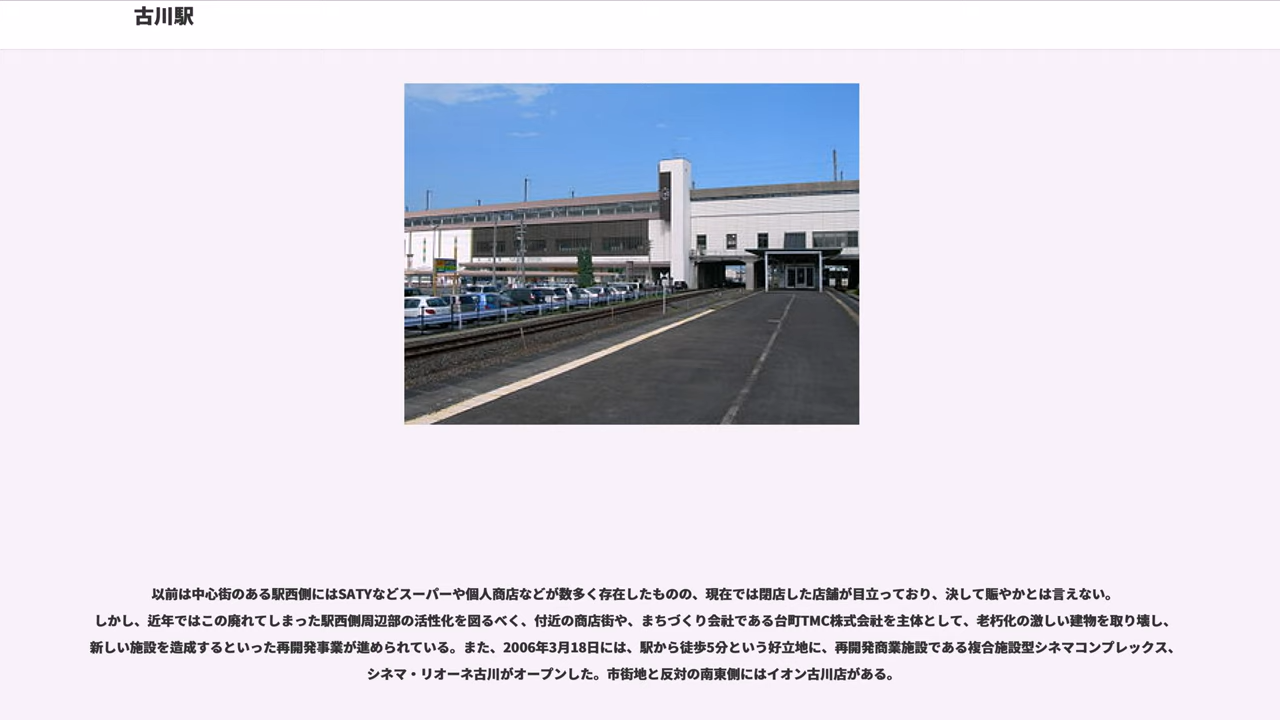 古川駅
以前は中心街のある駅西側にはSATYなどスーパーや個人商店などが数多く存在したものの、現在では閉店した店舗が目立っており、決して賑やかとは言えない。
しかし、近年ではこの廃れてしまった駅西側周辺部の活性化を図るべく、付近の商店街や、まちづくり会社である台町TMC株式会社を主体として、老朽化の激しい建物を取り壊し、
新しい施設を造成するといった再開発事業が進められている。また、2006年3月18日には、駅から徒歩5分という好立地に、再開発商業施設である複合施設型シネマコンプレックス、
シネマ・リオーネ古川がオープンした。市街地と反対の南東側にはイオン古川店がある。